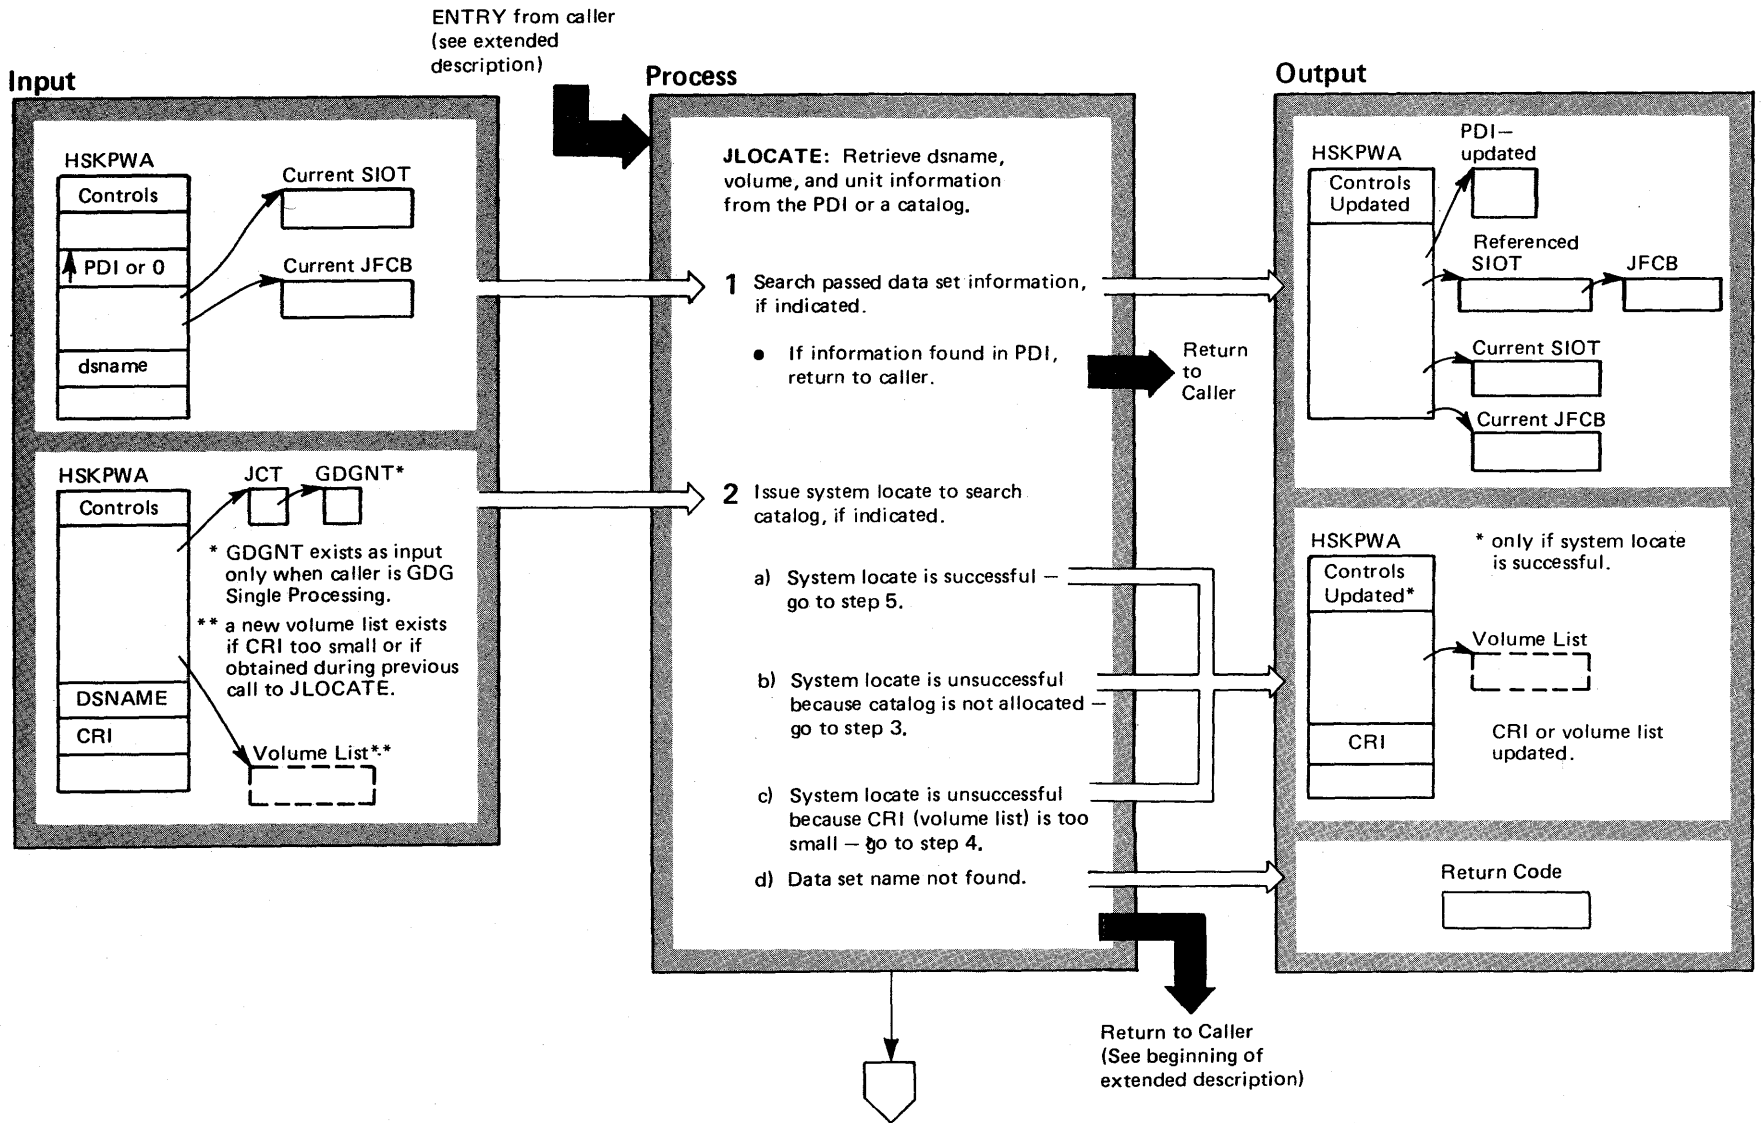 ENTRY from caller
(see extended
description)
Input
HSKPWA
Controls
PDI or 0
dsname
Current SIOT
Current JFCB
HSKPWA
Controls
DSNAME
CRI
JCT
GDGNT*
* GDGNT exists as input
only when caller is GDG
Single Processing.
** a new volume list exists
if CRI too small or if
obtained during previous
call to JLOCATE.
Volume List**
Process
JLOCATE: Retrieve dsname,
volume, and unit information
from the PDI or a catalog.
1 Search passed data set information,
if indicated.
● If information found in PDI,
return to caller.
Return
to
Caller
2 Issue system locate to search
catalog, if indicated.
a) System locate is successful –
go to step 5.
b) System locate is unsuccessful
because catalog is not allocated –
go to step 3.
c) System locate is unsuccessful
because CRI (volume list) is too
small – go to step 4.
d) Data set name not found.
Return to Caller
(See beginning of
extended description)
Output
HSKPWA
Controls
Updated
PDI–
updated
Referenced
SIOT
JFCB
Current SIOT
Current JFCB
HSKPWA
Controls
Updated*
CRI
* only if system locate
is successful.
Volume List
CRI or volume list
updated.
Return Code